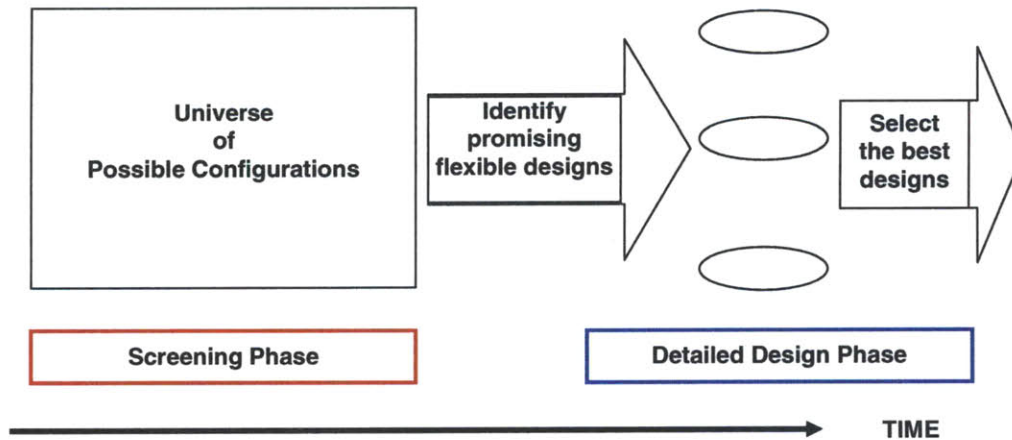 Universe
of
Possible Configurations
Identify
promising
flexible designs
Select
the best
designs
Screening Phase
Detailed Design Phase
TIME